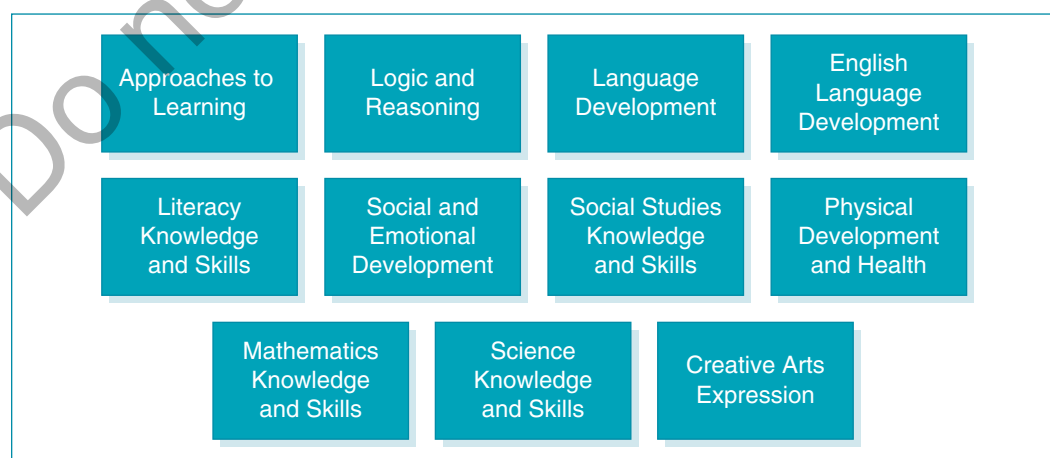 Do no
Approaches to
Learning
Logic and
Reasoning
Language
Development
English
Language
Development
Literacy
Knowledge
and Skills
Social and
Emotional
Development
Social Studies
Knowledge
and Skills
Physical
Development
and Health
Mathematics
Knowledge
and Skills
Science
Knowledge
and Skills
Creative Arts
Expression